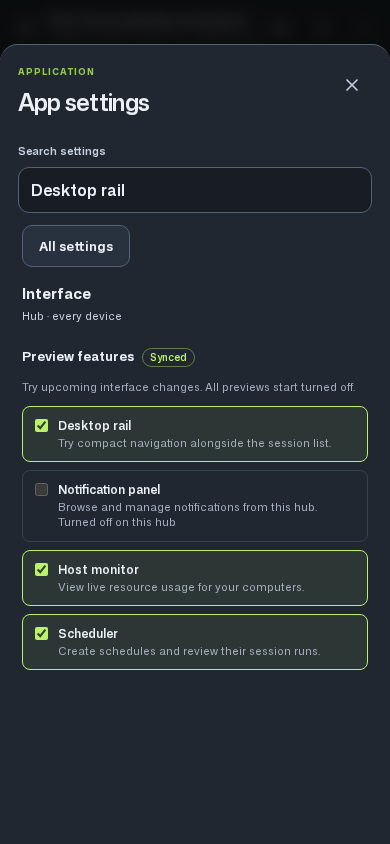 APPLICATION
App settings
Search settings
Desktop rail
All settings
Interface
Hub · every device
Preview features Synced
Try upcoming interface changes. All previews start turned off.
Desktop rail
Try compact navigation alongside the session list.
Notification panel
Browse and manage notifications from this hub.
Turned off on this hub
Host monitor
View live resource usage for your computers.
Scheduler
Create schedules and review their session runs.